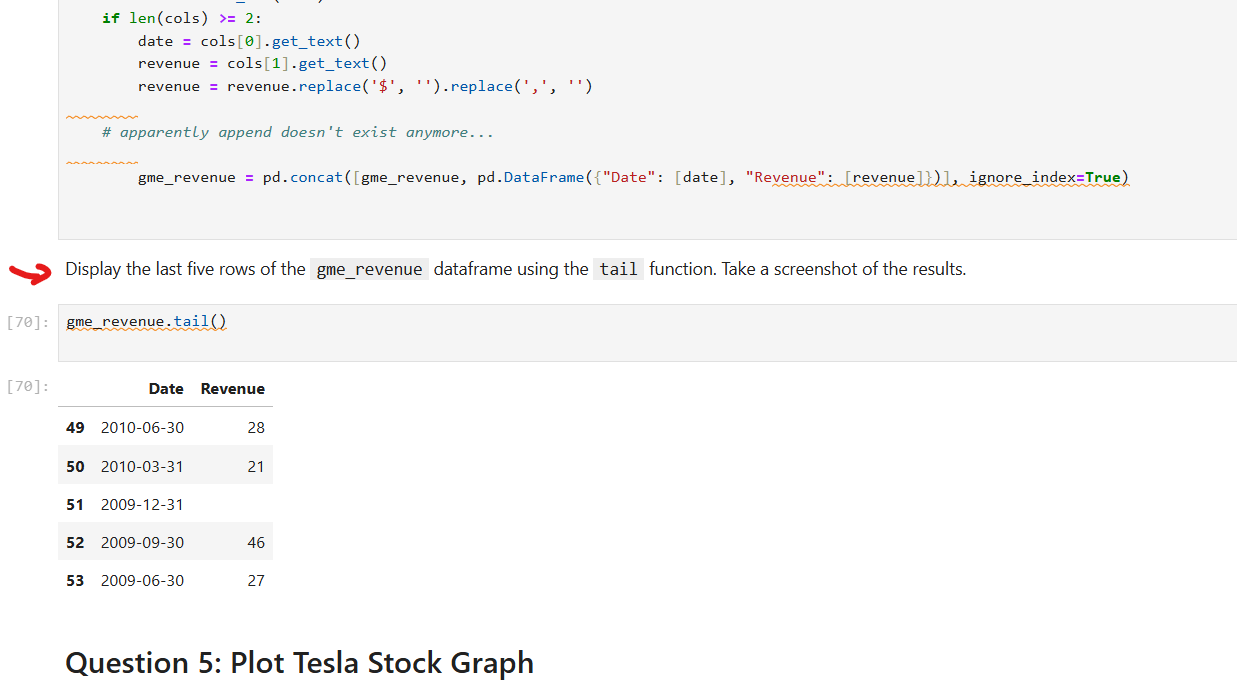 if len(cols) >= 2:
date = cols[0].get_text()
revenue = cols[1].get_text()
revenue = revenue.replace('$', '').replace(',', '')
# apparently append doesn't exist anymore...
gme_revenue = pd.concat([gme_revenue, pd.DataFrame({"Date": [date], "Revenue": [revenue]})], ignore_index=True)
Display the last five rows of the gme_revenue dataframe using the tail function. Take a screenshot of the results.
[70]: gme_revenue.tail()
[70]: Date Revenue
49 2010-06-30 28
50 2010-03-31 21
51 2009-12-31
52 2009-09-30 46
53 2009-06-30 27
Question 5: Plot Tesla Stock Graph